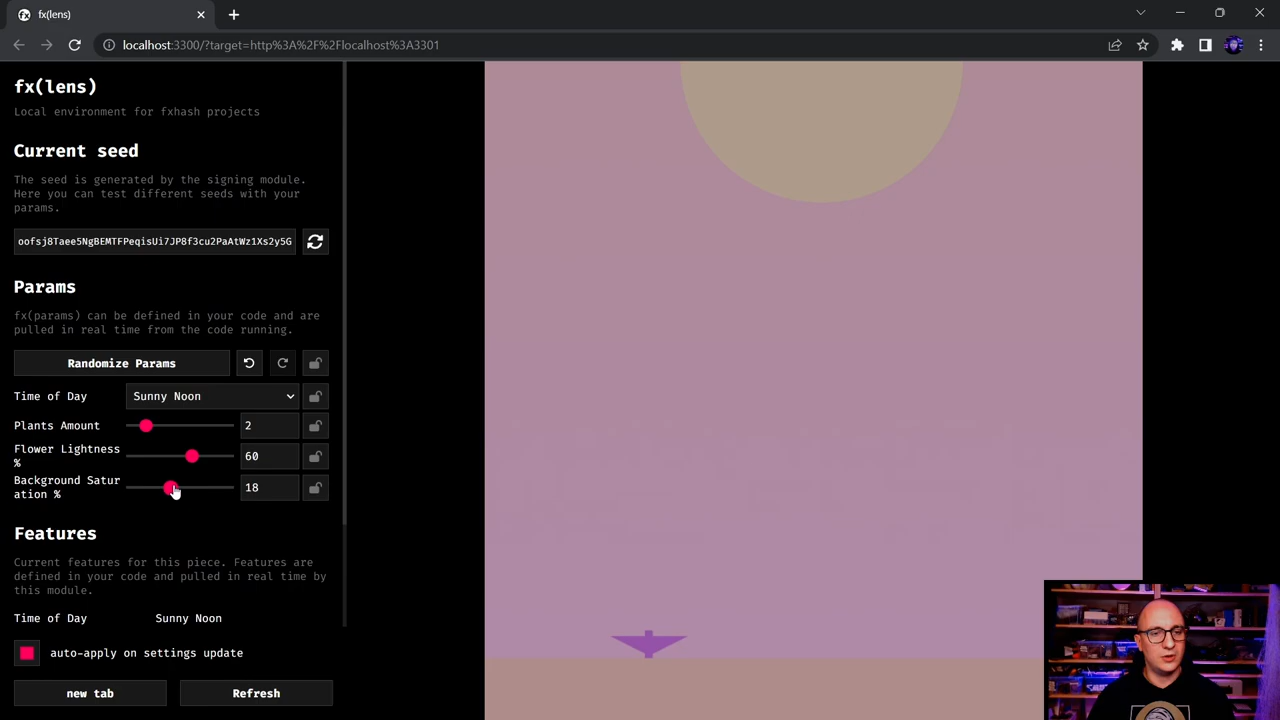 fx(lens)
localhost:3300/?target=http%3A%2F%2Flocalhost%3A3301
fx(lens)
Local environment for fxhash projects
Current seed
The seed is generated by the signing module.
Here you can test different seeds with your
params.
oofsj8Taee5NgBEMTFPeqisUi7JP8f3cu2PaAtWz1Xs2y5G
Params
fx(params) can be defined in your code and are
pulled in real time from the code running.
Randomize Params
Time of Day Sunny Noon
Plants Amount 2
Flower Lightness
% 60
Background Satur
ation % 18
Features
Current features for this piece. Features are
defined in your code and pulled in real time by
this module.
Time of Day Sunny Noon
auto-apply on settings update
new tab Refresh